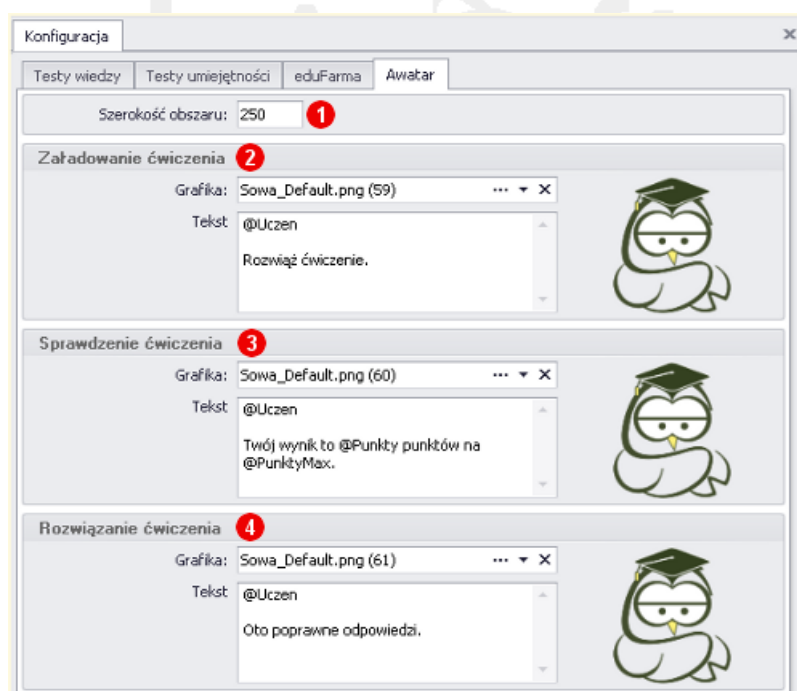 Konfiguracja
Testy wiedzy Testy umiejętności eduFarma Awatar
Szerokość obszaru: 250 1
Załadowanie ćwiczenia 2
Grafika: Sowa_Default.png (59)
Tekst @Uczen
Rozwiąż ćwiczenie.
Sprawdzenie ćwiczenia 3
Grafika: Sowa_Default.png (60)
Tekst @Uczen
Twój wynik to @Punkty punktów na
@PunktyMax.
Rozwiązanie ćwiczenia 4
Grafika: Sowa_Default.png (61)
Tekst @Uczen
Oto poprawne odpowiedzi.